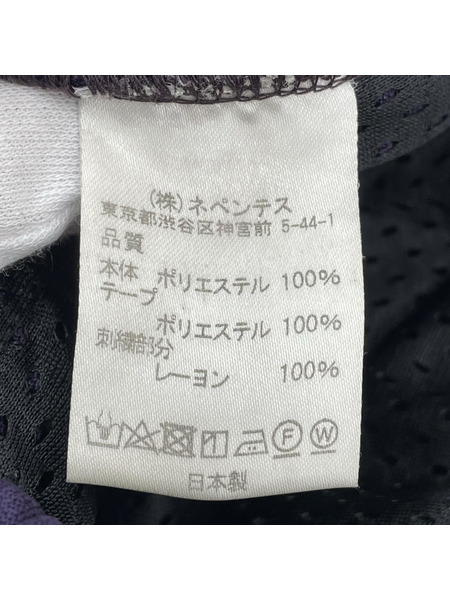 (株)ネペンテス
東京都渋谷区神宮前 5-44-1
品質
本体 ポリエステル 100%
テープ
ポリエステル 100%
刺繍部分
レーヨン 100%
F W
日本製